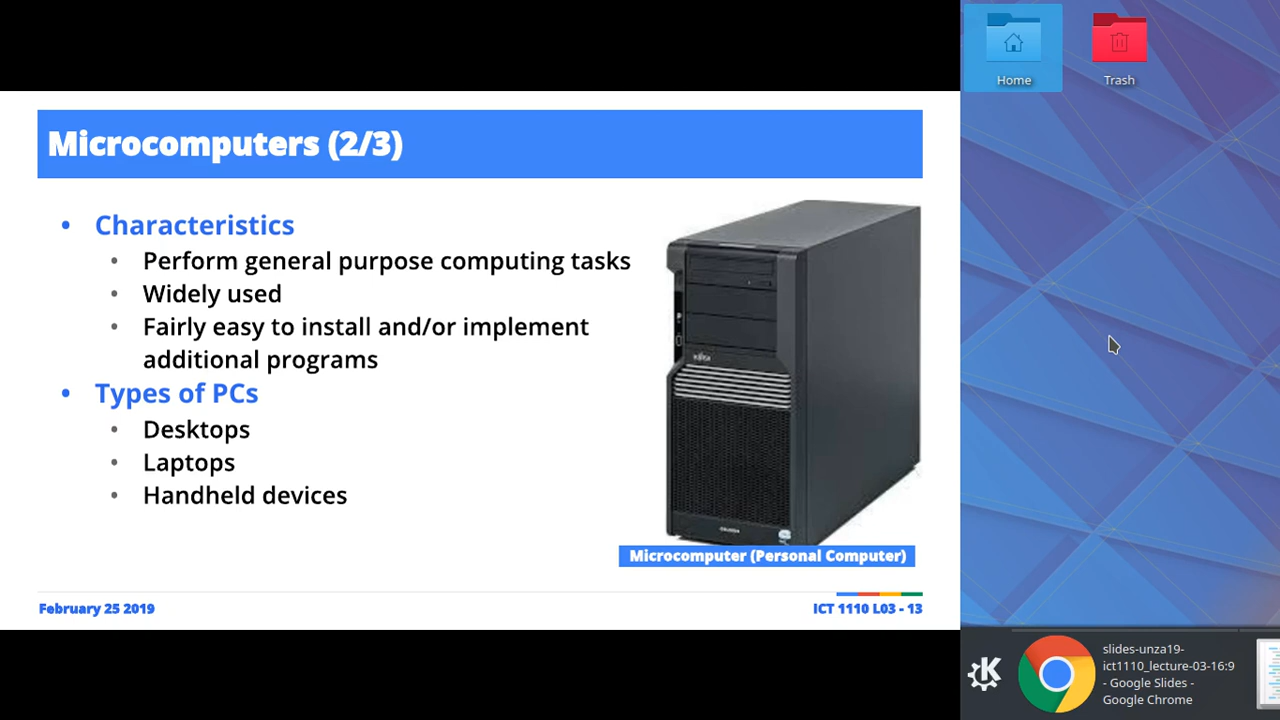 Microcomputers (2/3)
• Characteristics
• Perform general purpose computing tasks
• Widely used
• Fairly easy to install and/or implement
additional programs
• Types of PCs
• Desktops
• Laptops
• Handheld devices
Microcomputer (Personal Computer)
February 25 2019
ICT 1110 L03 - 13
Home
Trash
slides-unza19-
ict1110_lecture-03-16:9
- Google Slides -
Google Chrome